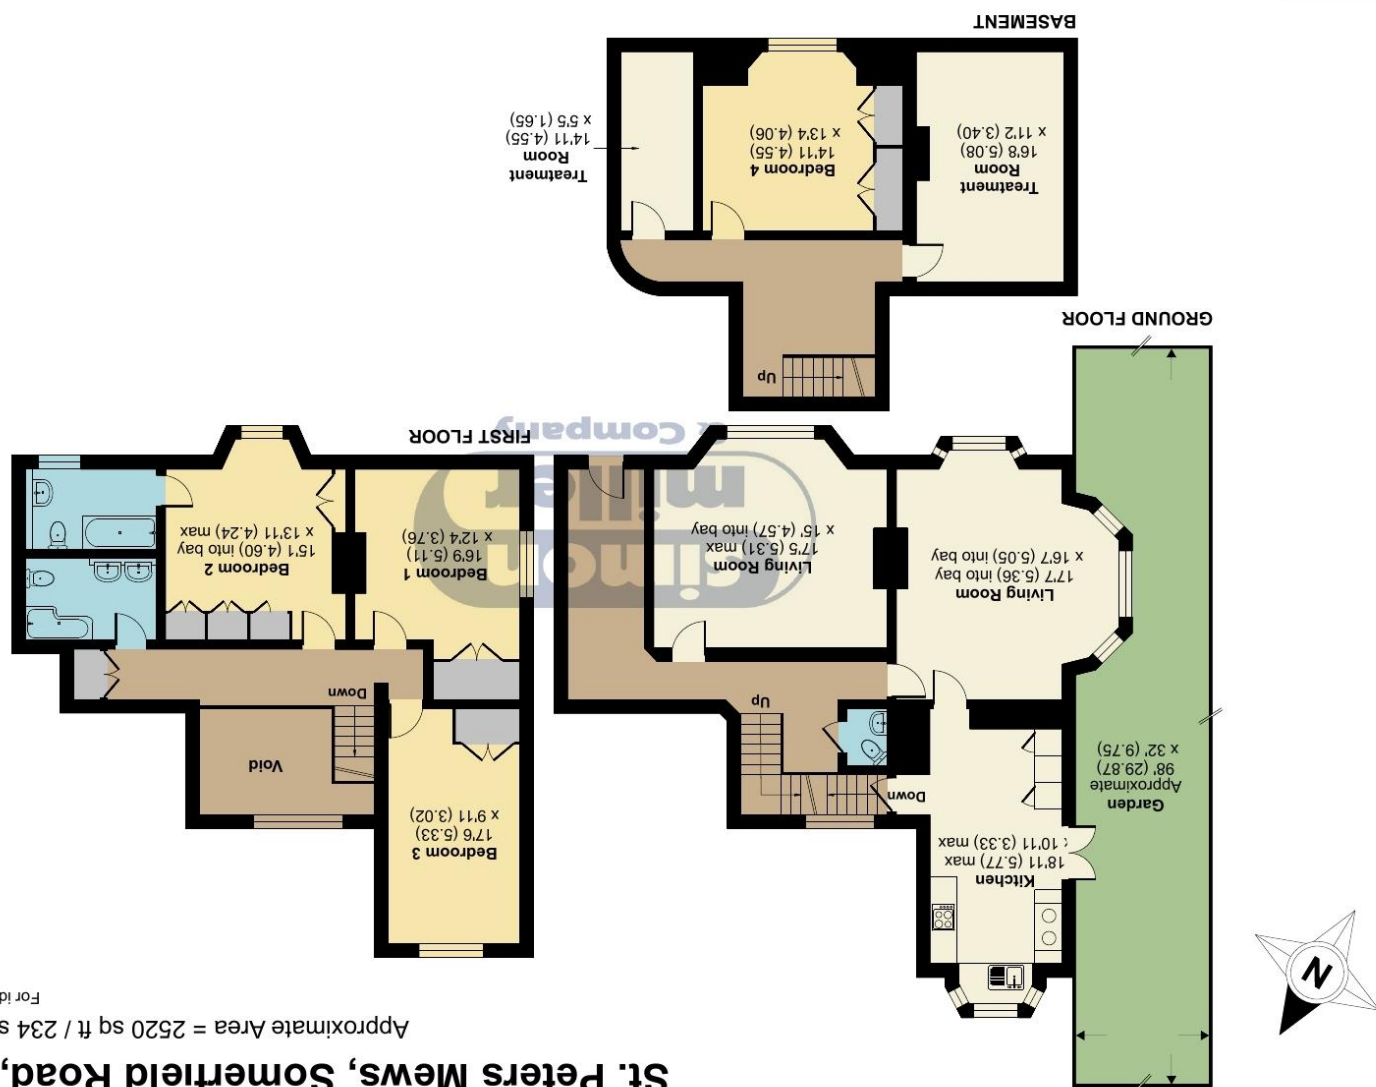 St. Peters Mews, Somerfield Road,
Approximate Area = 2520 sq ft / 234 s
For id
N
Garden
Approximate
98' (29.87)
x 32' (9.75)
Kitchen
18'11 (5.77) max
x 10'11 (3.33) max
Down
Up
Living Room
17'7 (5.36) into bay
x 16'7 (5.05) into bay
Living Room
17'5 (5.31) max
x 15' (4.57) into bay
GROUND FLOOR
Bedroom 3
17'6 (5.33)
x 9'11 (3.02)
Void
Down
Bedroom 1
16'9 (5.11)
x 12'4 (3.76)
Bedroom 2
15'1 (4.60) into bay
x 13'11 (4.24) max
FIRST FLOOR
simon
miller
& Company
Up
Treatment
Room
16'8 (5.08)
x 11'2 (3.40)
Bedroom 4
14'11 (4.55)
x 13'4 (4.06)
Treatment
Room
14'11 (4.55)
x 5'5 (1.65)
BASEMENT